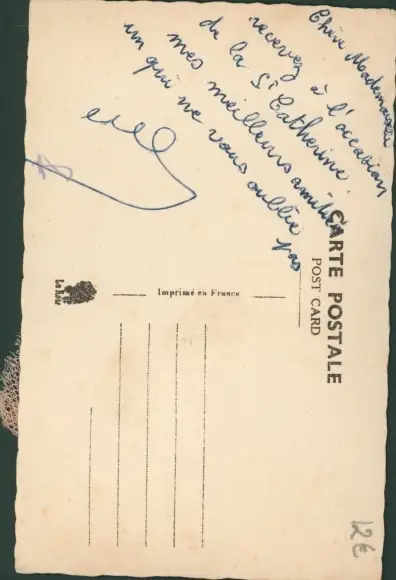 Chère Mademoiselle
recevez à l'occasion
de la St Catherine
mes meilleurs amitiés
un qui ne vous oublie pas
CARTE POSTALE
POST CARD
Imprimé en France
12€